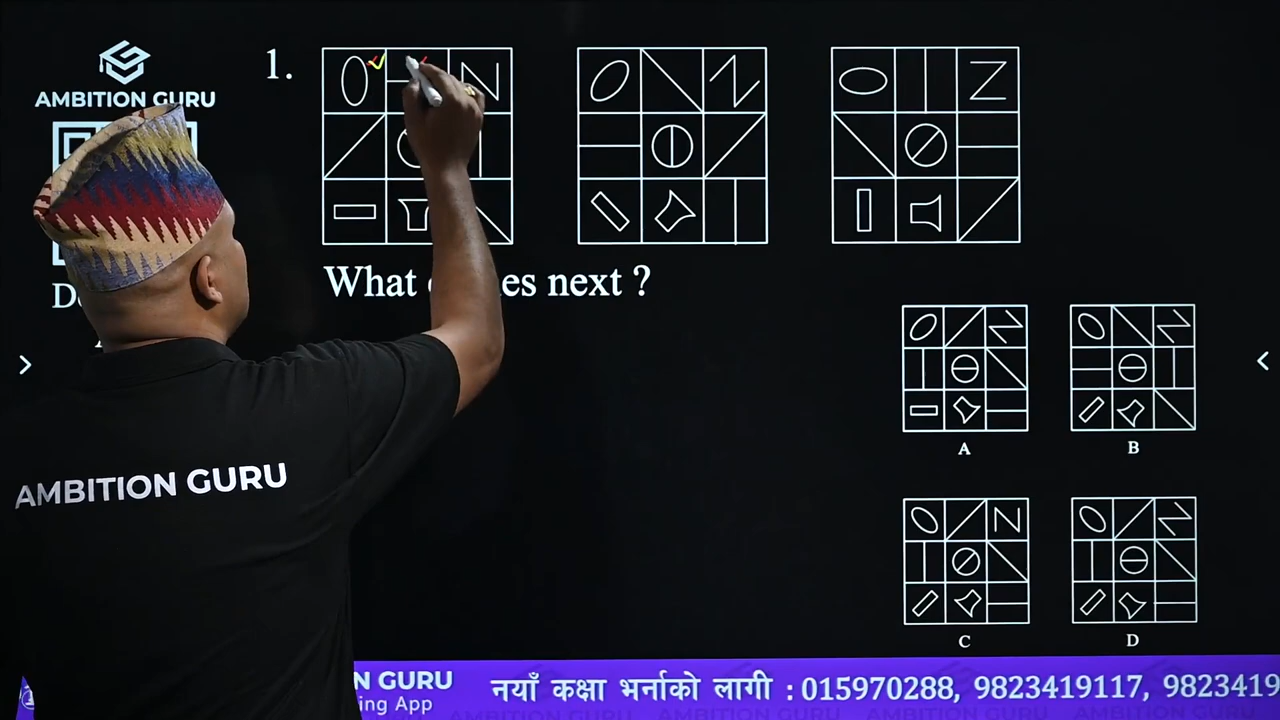 AMBITION GURU
1.
What es next ?
A
B
C
D
AMBITION GURU
N GURU
ing App
नयाँ कक्षा भर्नाको लागी : 015970288, 9823419117, 9823419